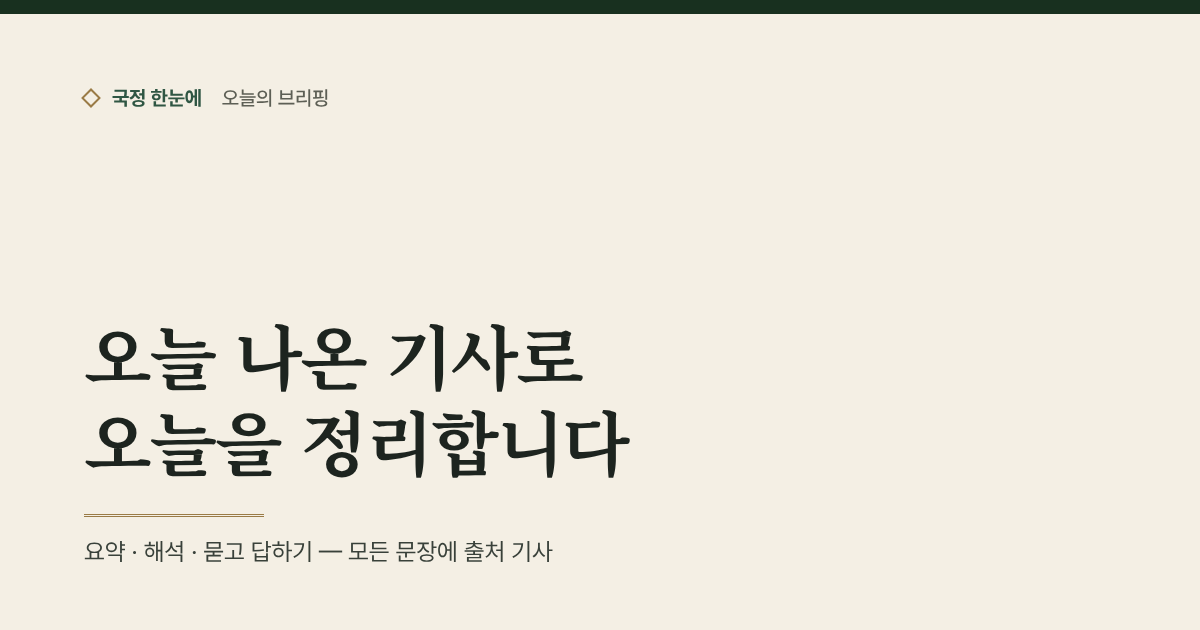 국정 한눈에 오늘의 브리핑
오늘 나온 기사로
오늘을 정리합니다
요약 · 해석 · 묻고 답하기 — 모든 문장에 출처 기사